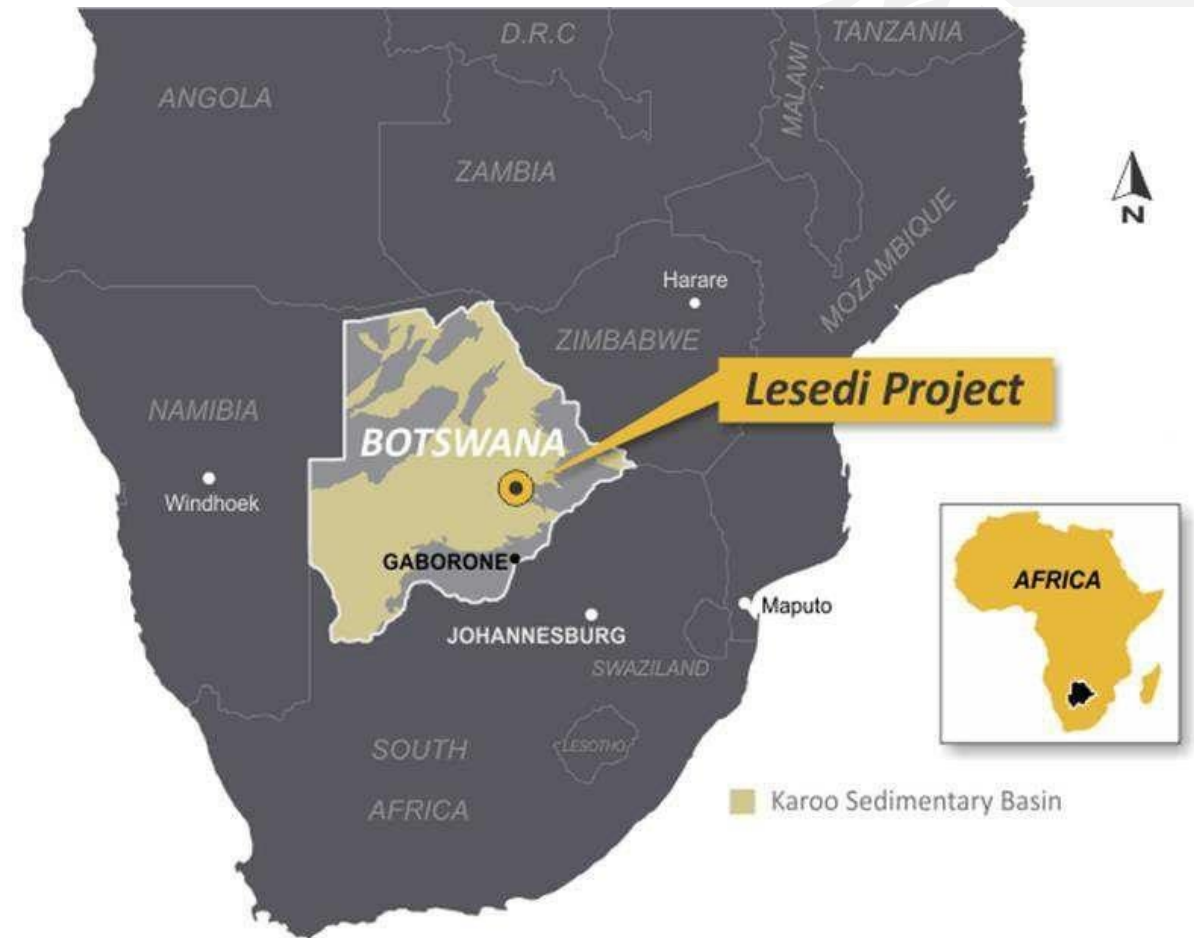 D.R.C
TANZANIA
ANGOLA
MALAWI
ZAMBIA
N
MOZAMBIQUE
Harare
ZIMBABWE
Lesedi Project
NAMIBIA
BOTSWANA
Windhoek
GABORONE
AFRICA
Maputo
JOHANNESBURG
SWAZILAND
SOUTH
AFRICA
LESOTHO
Karoo Sedimentary Basin